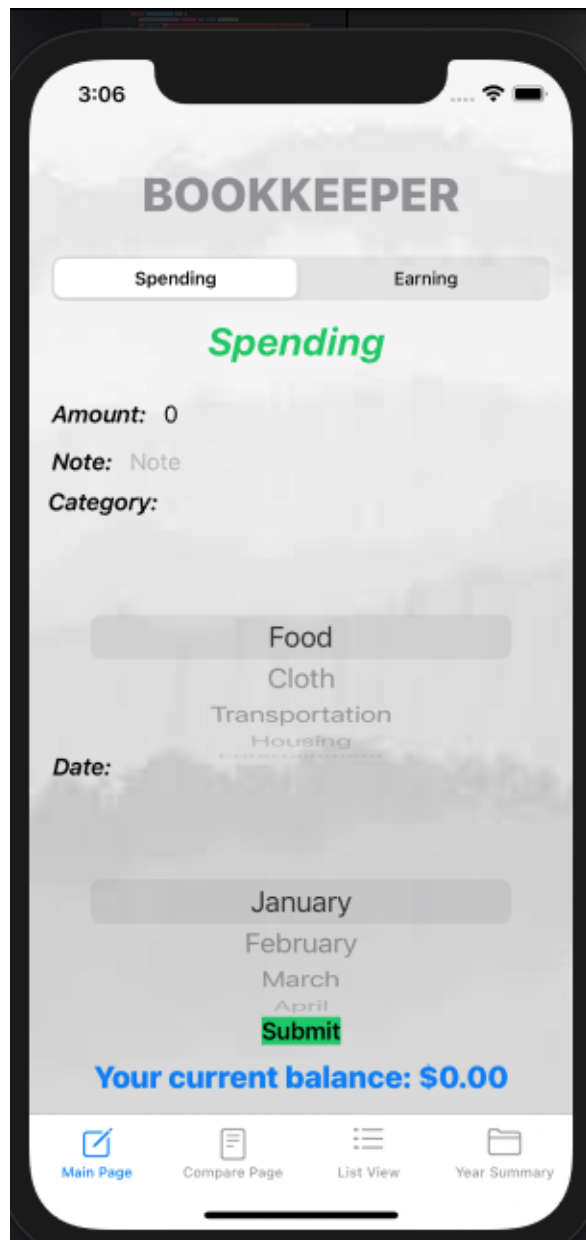 3:06
BOOKKEEPER
Spending Earning
Spending
Amount: 0
Note: Note
Category:
Food
Cloth
Transportation
Housing
Entertainment
Date:
January
February
March
April
Submit
Your current balance: $0.00
Main Page Compare Page List View Year Summary